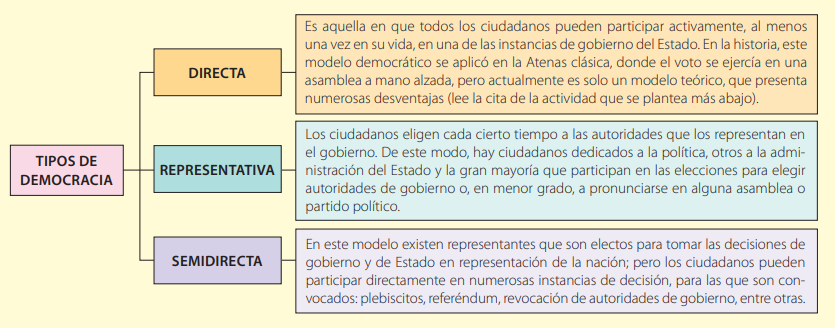 TIPOS DE
DEMOCRACIA
DIRECTA
Es aquella en que todos los ciudadanos pueden participar activamente, al menos
una vez en su vida, en una de las instancias de gobierno del Estado. En la historia, este
modelo democrático se aplicó en la Atenas clásica, donde el voto se ejercía en una
asamblea a mano alzada, pero actualmente es solo un modelo teórico, que presenta
numerosas desventajas (lee la cita de la actividad que se plantea más abajo).
REPRESENTATIVA
Los ciudadanos eligen cada cierto tiempo a las autoridades que los representan en
el gobierno. De este modo, hay ciudadanos dedicados a la política, otros a la admi-
nistración del Estado y la gran mayoría que participan en las elecciones para elegir
autoridades de gobierno o, en menor grado, a pronunciarse en alguna asamblea o
partido político.
SEMIDIRECTA
En este modelo existen representantes que son electos para tomar las decisiones de
gobierno y de Estado en representación de la nación; pero los ciudadanos pueden
participar directamente en numerosas instancias de decisión, para las que son con-
vocados: plebiscitos, referéndum, revocación de autoridades de gobierno, entre otras.